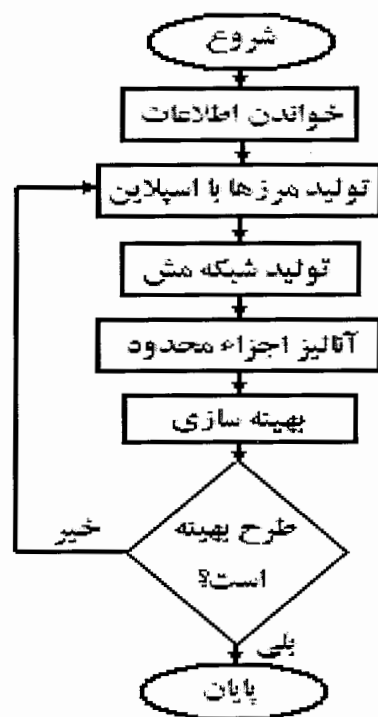 شروع
خواندن اطلاعات
تولید مرزها با اسپلاین
تولید شبکه مش
آنالیز اجزاء محدود
بهینه سازی
طرح بهینه
است؟
خیر
بلی
پایان